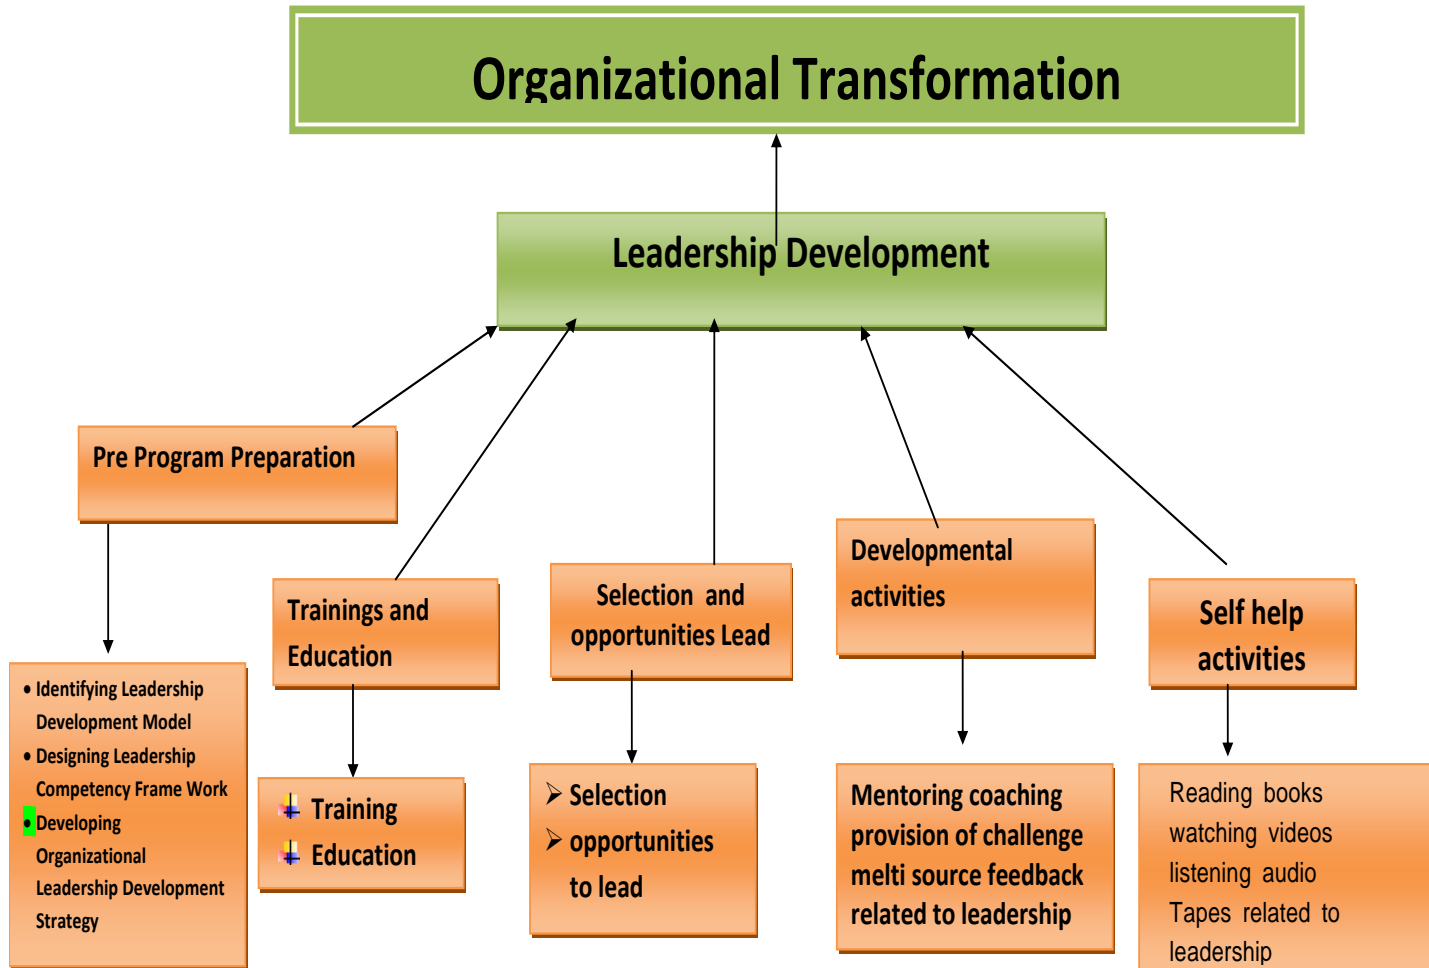 Organizational Transformation
Leadership Development
Pre Program Preparation
Trainings and
Education
Selection and
opportunities Lead
Developmental
activities
Self help
activities
• Identifying Leadership
Development Model
• Designing Leadership
Competency Frame Work
• Developing
Organizational
Leadership Development
Strategy
Training
Education
➢ Selection
➢ opportunities
to lead
Mentoring coaching
provision of challenge
melti source feedback
related to leadership
Reading books
watching videos
listening audio
Tapes related to
leadership